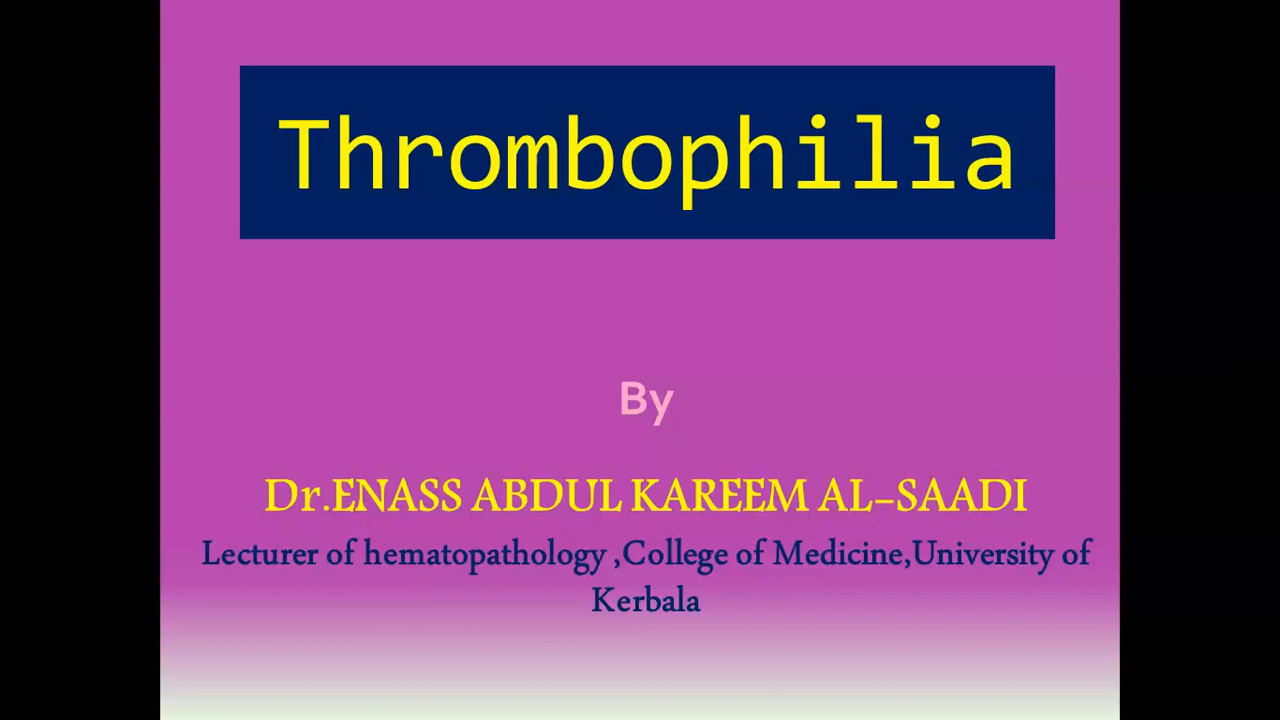 Thrombophilia
By
Dr.ENASS ABDUL KAREEM AL-SAADI
Lecturer of hematopathology ,College of Medicine,University of
Kerbala